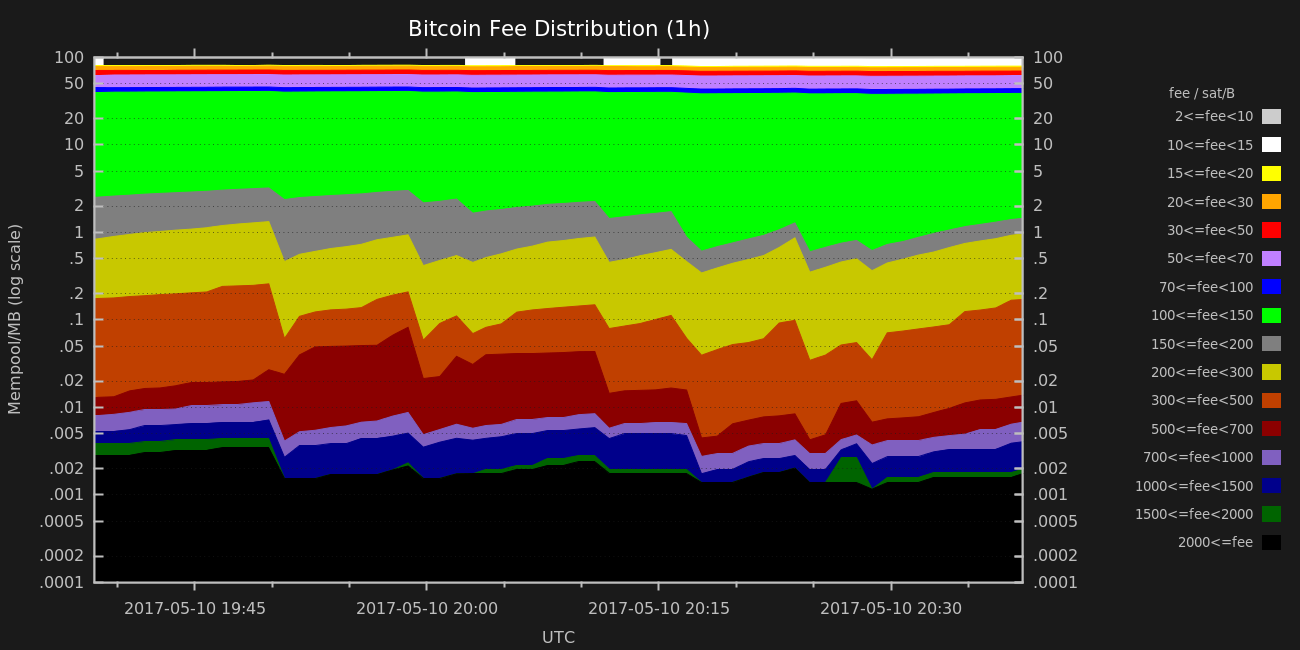 Bitcoin Fee Distribution (1h)
Mempool/MB (log scale)
100
50
20
10
5
2
1
.5
.2
.1
.05
.02
.01
.005
.002
.001
.0005
.0002
.0001
100
50
20
10
5
2
1
.5
.2
.1
.05
.02
.01
.005
.002
.001
.0005
.0002
.0001
2017-05-10 19:45
2017-05-10 20:00
2017-05-10 20:15
2017-05-10 20:30
UTC
fee / sat/B
2<=fee<10
10<=fee<15
15<=fee<20
20<=fee<30
30<=fee<50
50<=fee<70
70<=fee<100
100<=fee<150
150<=fee<200
200<=fee<300
300<=fee<500
500<=fee<700
700<=fee<1000
1000<=fee<1500
1500<=fee<2000
2000<=fee